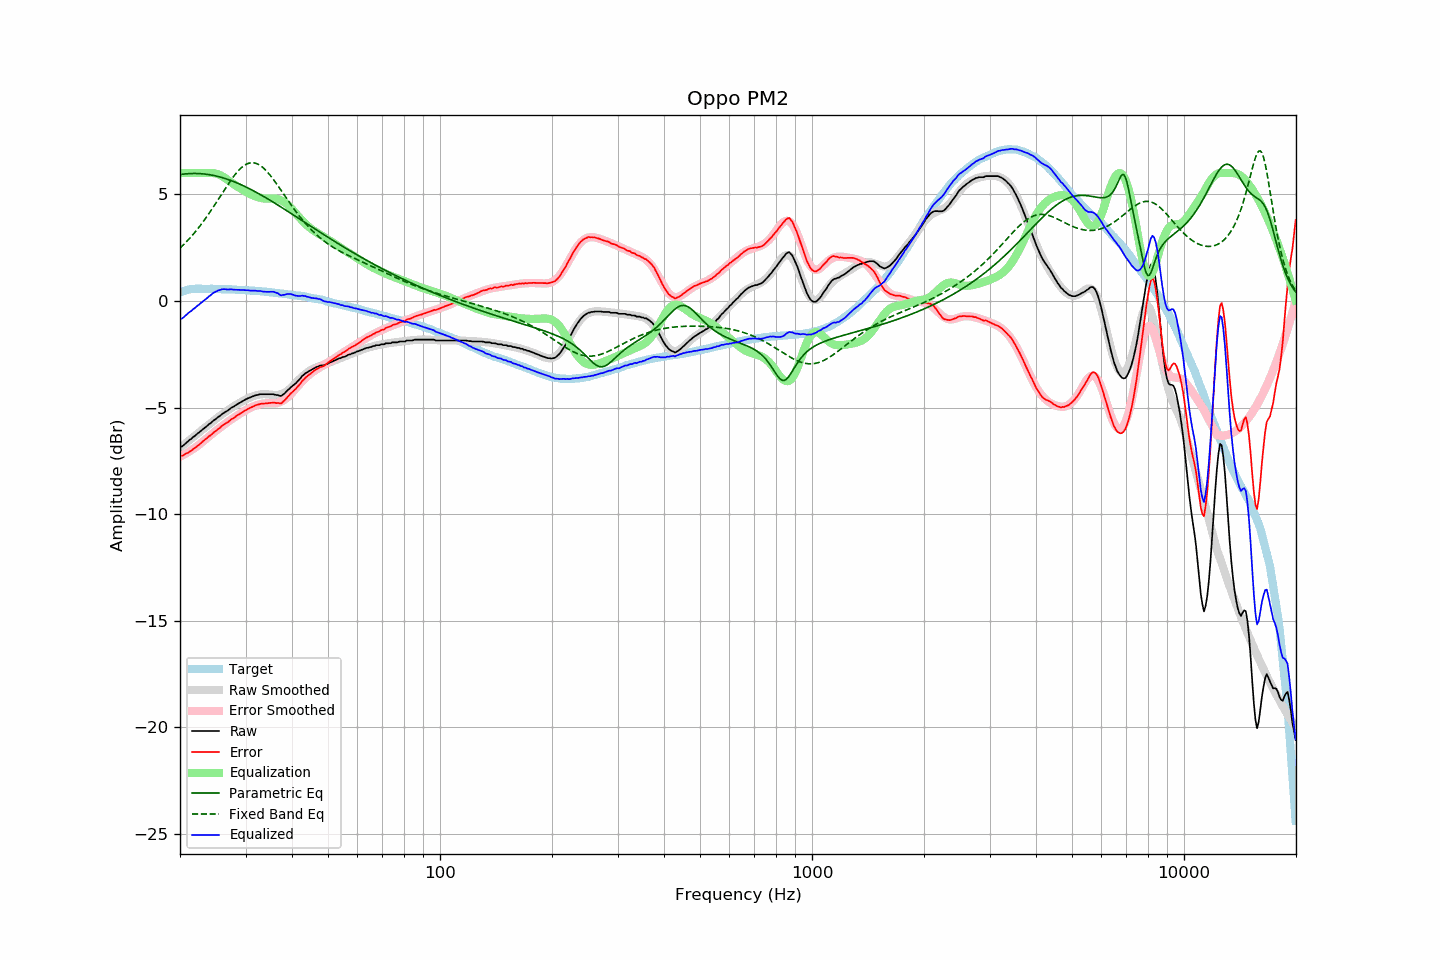 Oppo PM2
5
0
−5
−10
−15
−20
−25
Amplitude (dBr)
Target
Raw Smoothed
Error Smoothed
Raw
Error
Equalization
Parametric Eq
Fixed Band Eq
Equalized
100
1000
10000
Frequency (Hz)